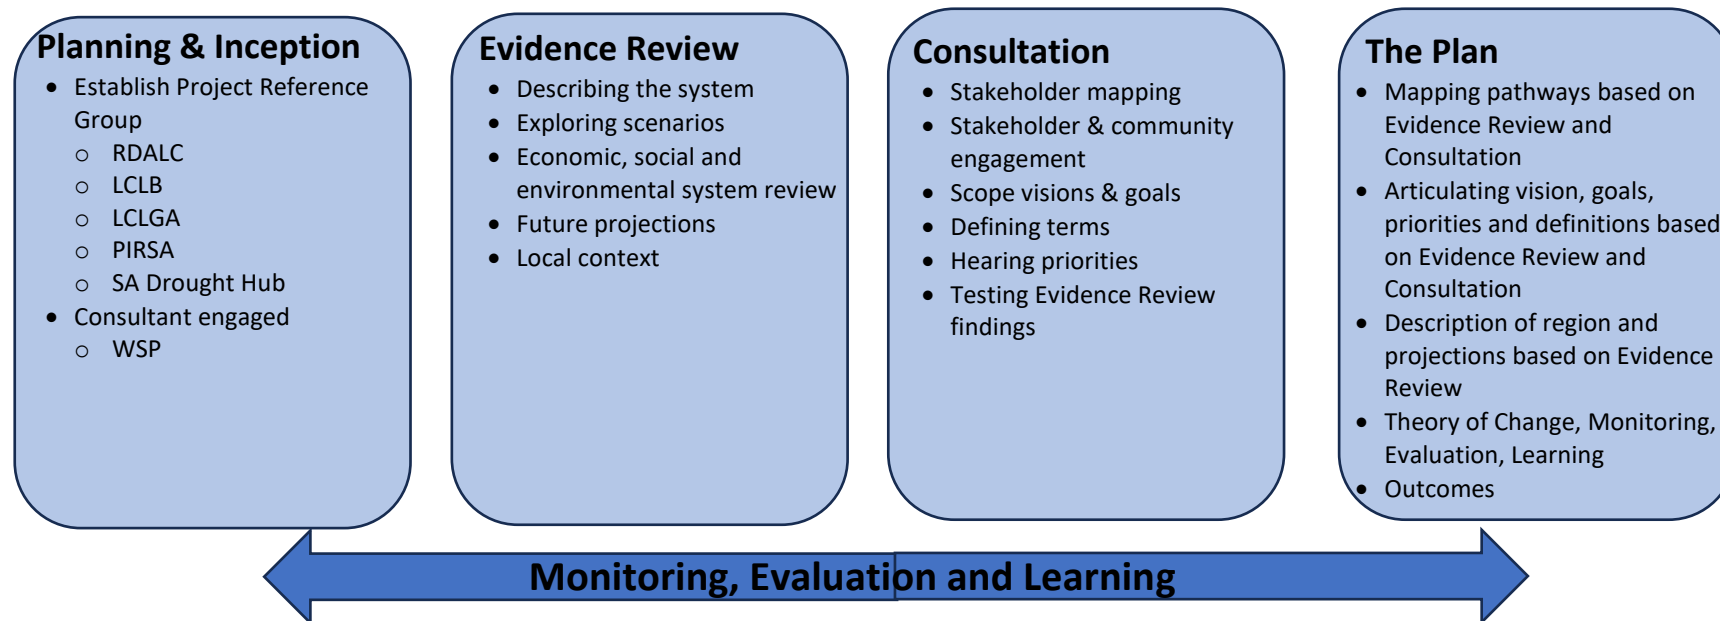 Planning & Inception
• Establish Project Reference
Group
o RDALC
o LCLB
o LCLGA
o PIRSA
o SA Drought Hub
• Consultant engaged
o WSP
Evidence Review
• Describing the system
• Exploring scenarios
• Economic, social and
environmental system review
• Future projections
• Local context
Consultation
• Stakeholder mapping
• Stakeholder & community
engagement
• Scope visions & goals
• Defining terms
• Hearing priorities
• Testing Evidence Review
findings
The Plan
• Mapping pathways based on
Evidence Review and
Consultation
• Articulating vision, goals,
priorities and definitions based
on Evidence Review and
Consultation
• Description of region and
projections based on Evidence
Review
• Theory of Change, Monitoring,
Evaluation, Learning
• Outcomes
Monitoring, Evaluation and Learning